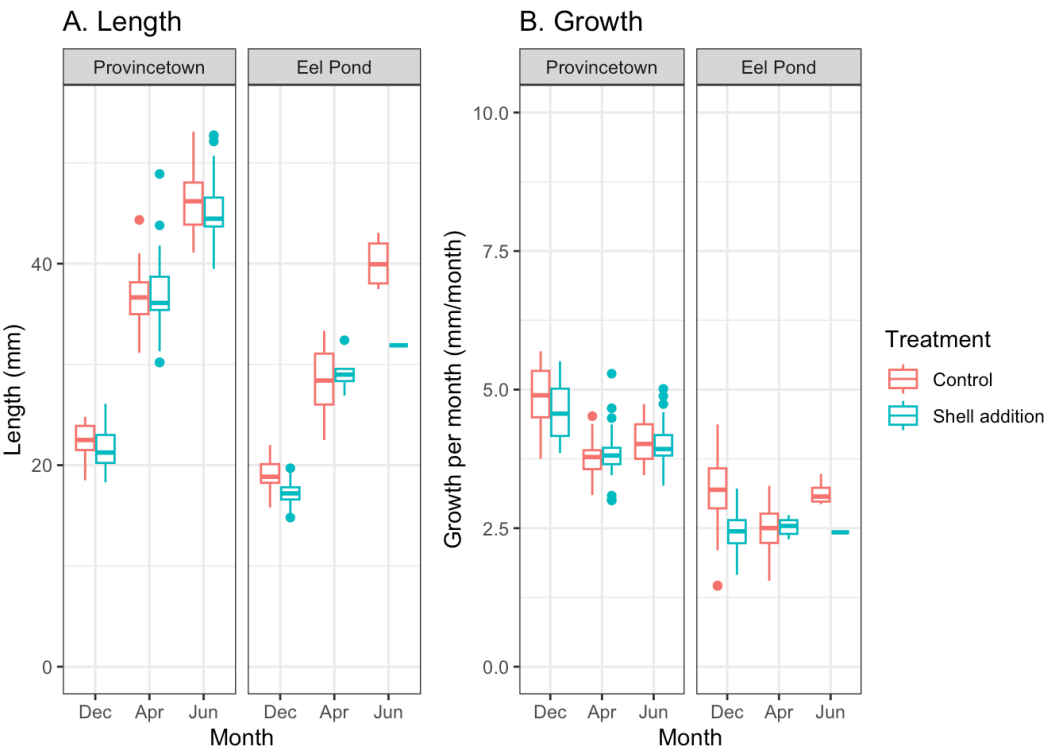 A. Length
Provincetown
Eel Pond
Length (mm)
40
20
0
Dec
Apr
Jun
Dec
Apr
Jun
Month
B. Growth
Provincetown
Eel Pond
Growth per month (mm/month)
10.0
7.5
5.0
2.5
0.0
Dec
Apr
Jun
Dec
Apr
Jun
Month
Treatment
Control
Shell addition